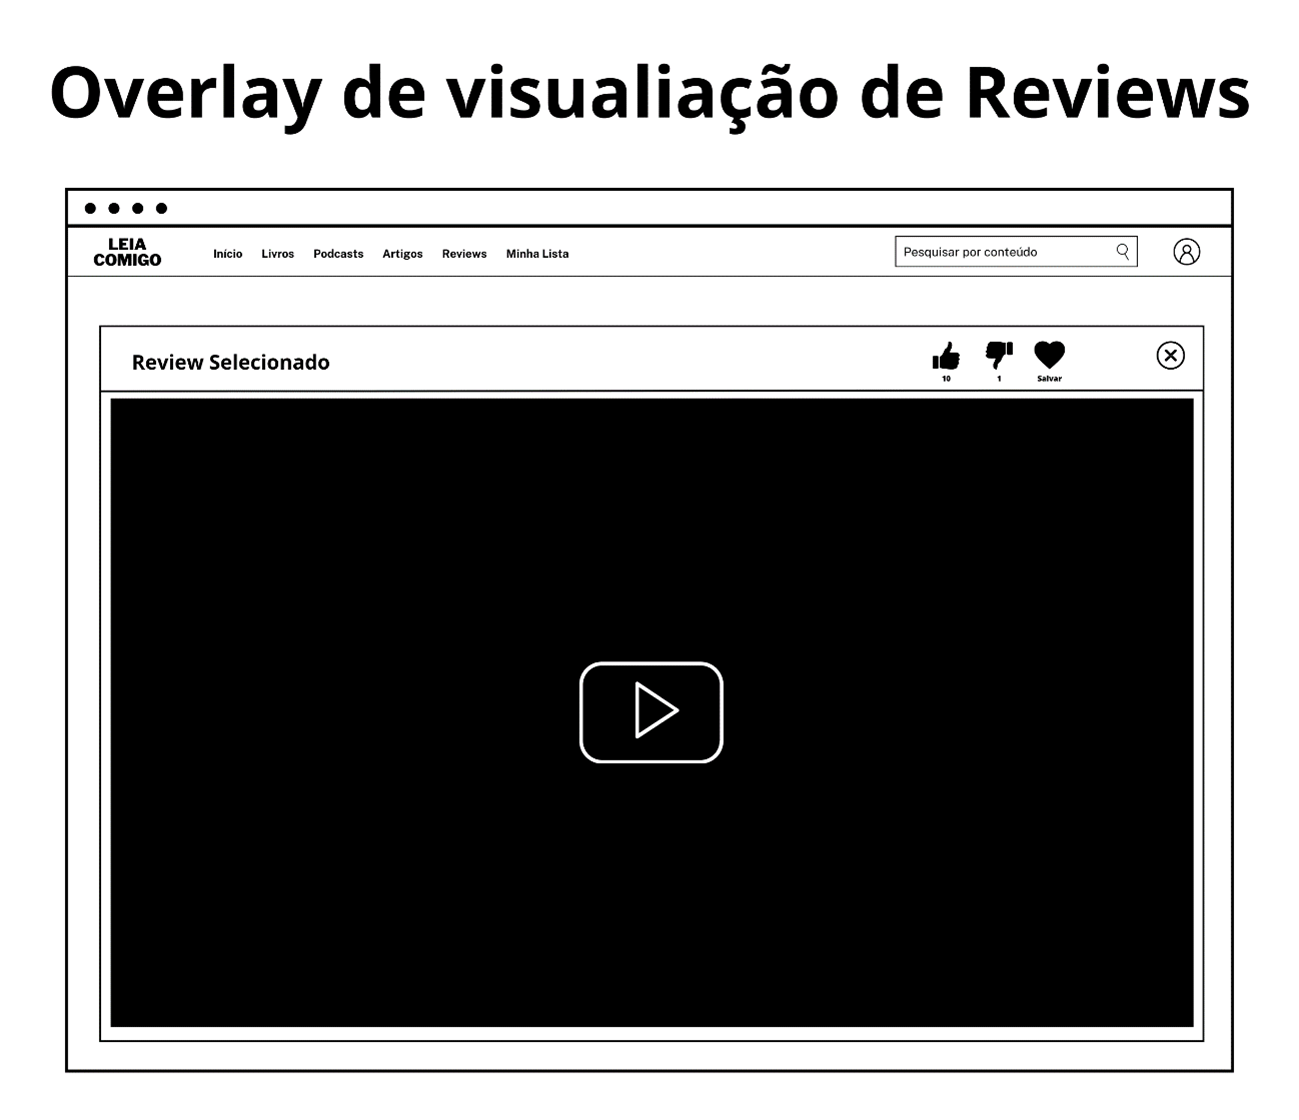 Overlay de visualiação de Reviews
LEIA
COMIGO
Início Livros Podcasts Artigos Reviews Minha Lista
Pesquisar por conteúdo
Review Selecionado
10 1 Salvar